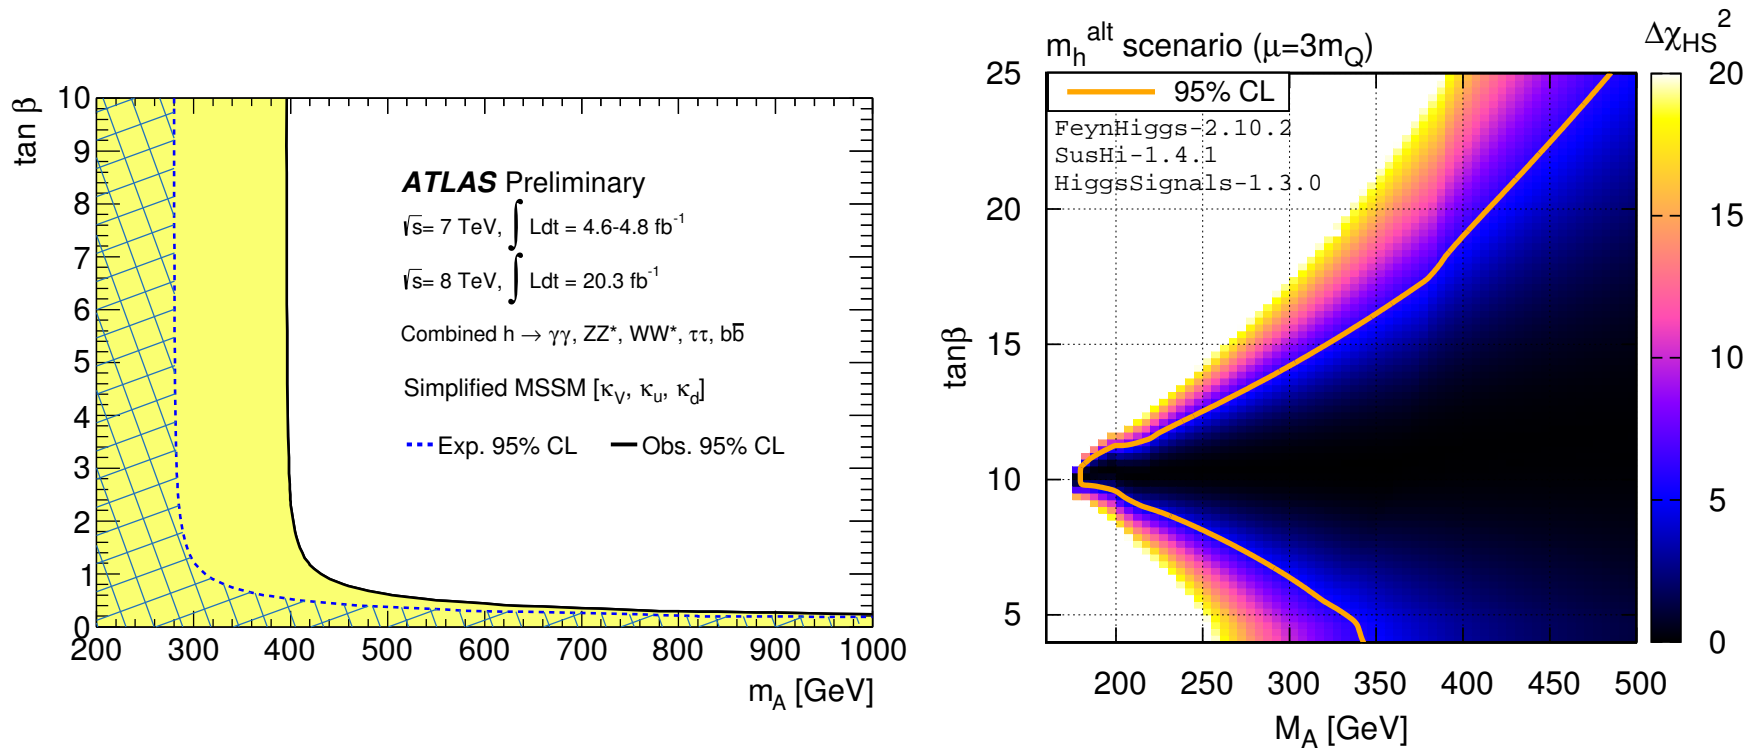 tan β
10
9
8
7
6
5
4
3
2
1
0
200 300 400 500 600 700 800 900 1000
m_A [GeV]
ATLAS Preliminary
√s= 7 TeV, ∫ Ldt = 4.6-4.8 fb⁻¹
√s= 8 TeV, ∫ Ldt = 20.3 fb⁻¹
Combined h → γγ, ZZ*, WW*, ττ, bb̅
Simplified MSSM [κ_V, κ_u, κ_d]
Exp. 95% CL Obs. 95% CL
m_h^alt scenario (μ=3m_Q)
Δχ_HS²
95% CL
FeynHiggs-2.10.2
SusHi-1.4.1
HiggsSignals-1.3.0
tanβ
25
20
15
10
5
200 250 300 350 400 450 500
M_A [GeV]
20
15
10
5
0